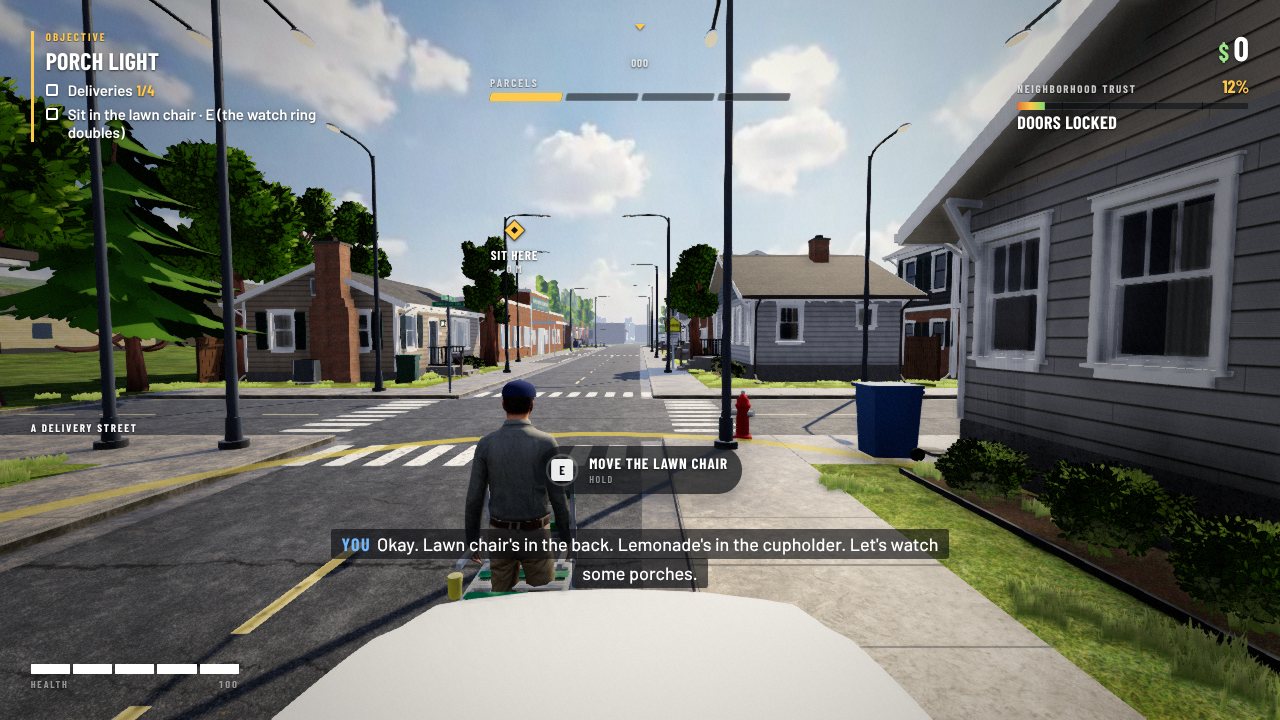 OBJECTIVE
PORCH LIGHT
Deliveries 1/4
Sit in the lawn chair · E (the watch ring
doubles)
PARCELS
000
$0
NEIGHBORHOOD TRUST 12%
DOORS LOCKED
SIT HERE
A DELIVERY STREET
E MOVE THE LAWN CHAIR
HOLD
YOU Okay. Lawn chair's in the back. Lemonade's in the cupholder. Let's watch
some porches.
HEALTH 100